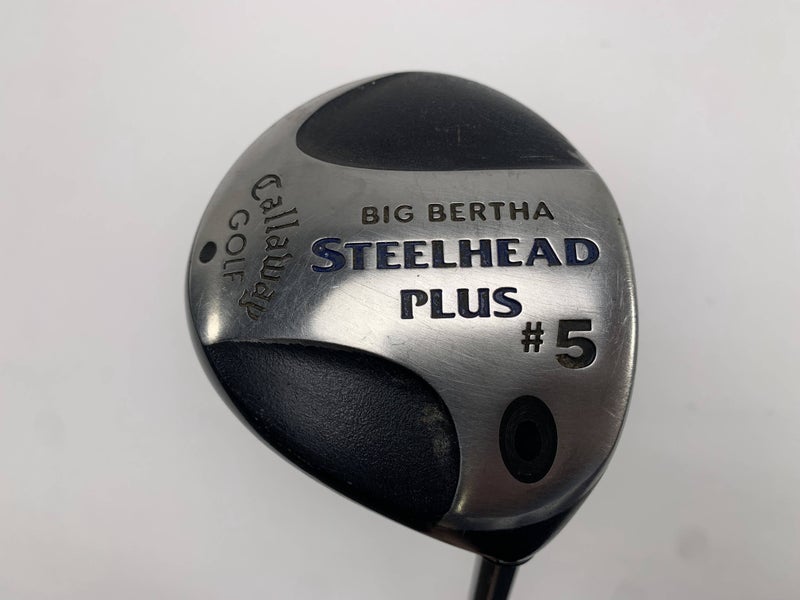 BIG BERTHA
STEELHEAD
PLUS
#5
Callaway
GOLF